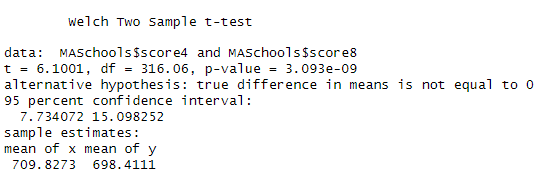 Welch Two Sample t-test
data: MASchools$score4 and MASchools$score8
t = 6.1001, df = 316.06, p-value = 3.093e-09
alternative hypothesis: true difference in means is not equal to 0
95 percent confidence interval:
7.734072 15.098252
sample estimates:
mean of x mean of y
709.8273 698.4111